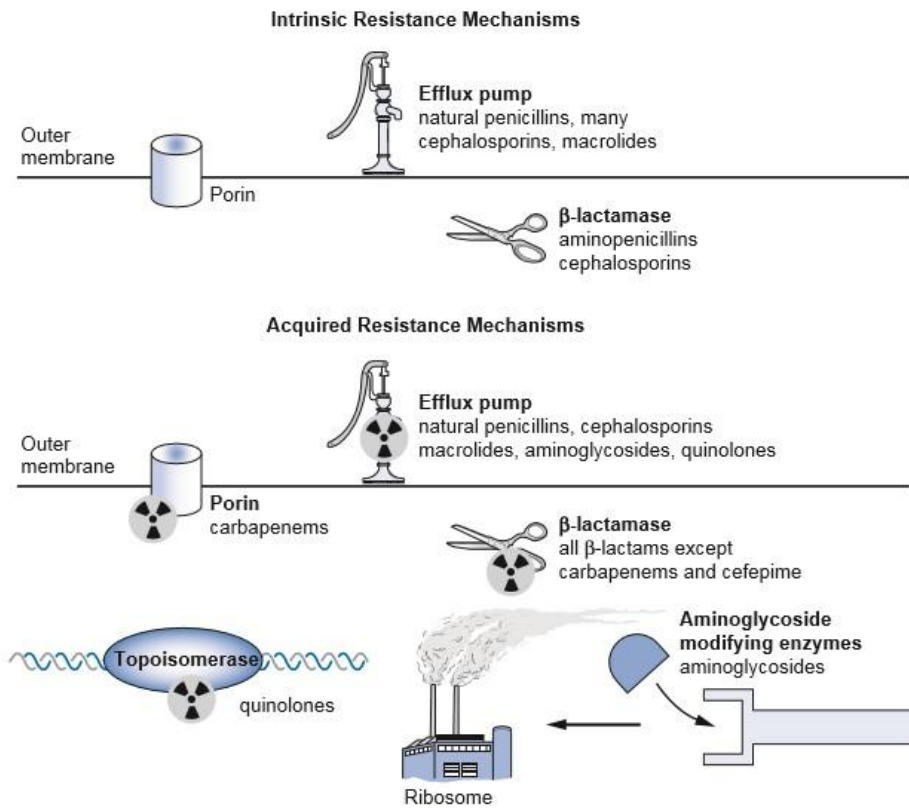 Intrinsic Resistance Mechanisms
Efflux pump
natural penicillins, many
cephalosporins, macrolides
Outer
membrane
Porin
β-lactamase
aminopenicillins
cephalosporins
Acquired Resistance Mechanisms
Efflux pump
natural penicillins, cephalosporins
macrolides, aminoglycosides, quinolones
Outer
membrane
Porin
carbapenems
β-lactamase
all β-lactams except
carbapenems and cefepime
Topoisomerase
quinolones
Aminoglycoside
modifying enzymes
aminoglycosides
Ribosome